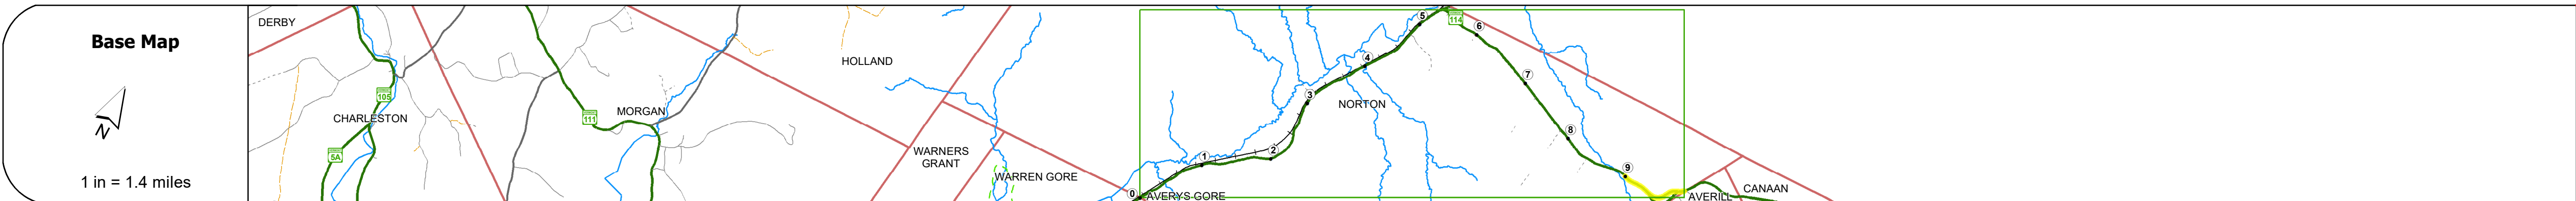 Base Map
N
1 in = 1.4 miles
DERBY
105
CHARLESTON
5A
111
MORGAN
HOLLAND
WARNERS
GRANT
WARREN GORE
AVERYS GORE
NORTON
114
AVERILL
CANAAN
0
1
2
3
4
5
6
7
8
9